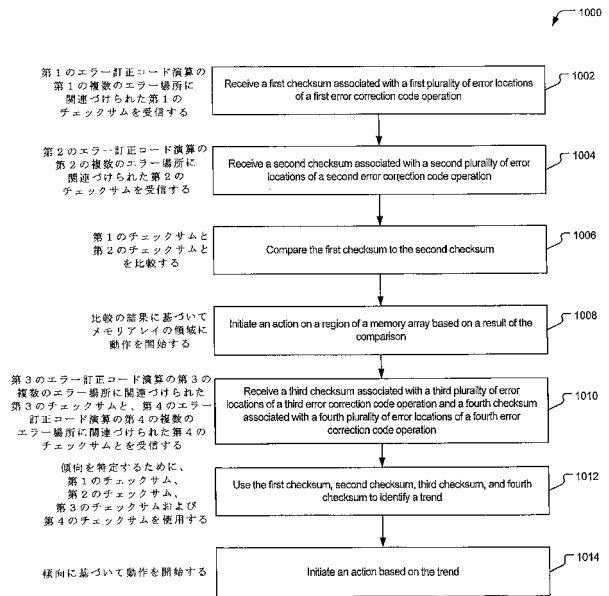 1000
第１のエラー訂正コード演算の
第１の複数のエラー場所に
関連づけられた第１の
チェックサムを受信する
Receive a first checksum associated with a first plurality of error locations
of a first error correction code operation
1002
第２のエラー訂正コード演算の
第２の複数のエラー場所に
関連づけられた第２の
チェックサムを受信する
Receive a second checksum associated with a second plurality of error
locations of a second error correction code operation
1004
第１のチェックサムと
第２のチェックサムと
を比較する
Compare the first checksum to the second checksum
1006
比較の結果に基づいて
メモリアレイの領域に
動作を開始する
Initiate an action on a region of a memory array based on a result of the
comparison
1008
第３のエラー訂正コード演算の第３の
複数のエラー場所に関連づけられた
第３のチェックサムと、第４のエラー
訂正コード演算の第４の複数の
エラー場所に関連づけられた第４の
チェックサムとを受信する
Receive a third checksum associated with a third plurality of error
locations of a third error correction code operation and a fourth checksum
associated with a fourth plurality of error locations of a fourth error
correction code operation
1010
傾向を特定するために、
第１のチェックサム、
第２のチェックサム、
第３のチェックサムおよび
第４のチェックサムを使用する
Use the first checksum, second checksum, third checksum, and fourth
checksum to identify a trend
1012
傾向に基づいて動作を開始する
Initiate an action based on the trend
1014